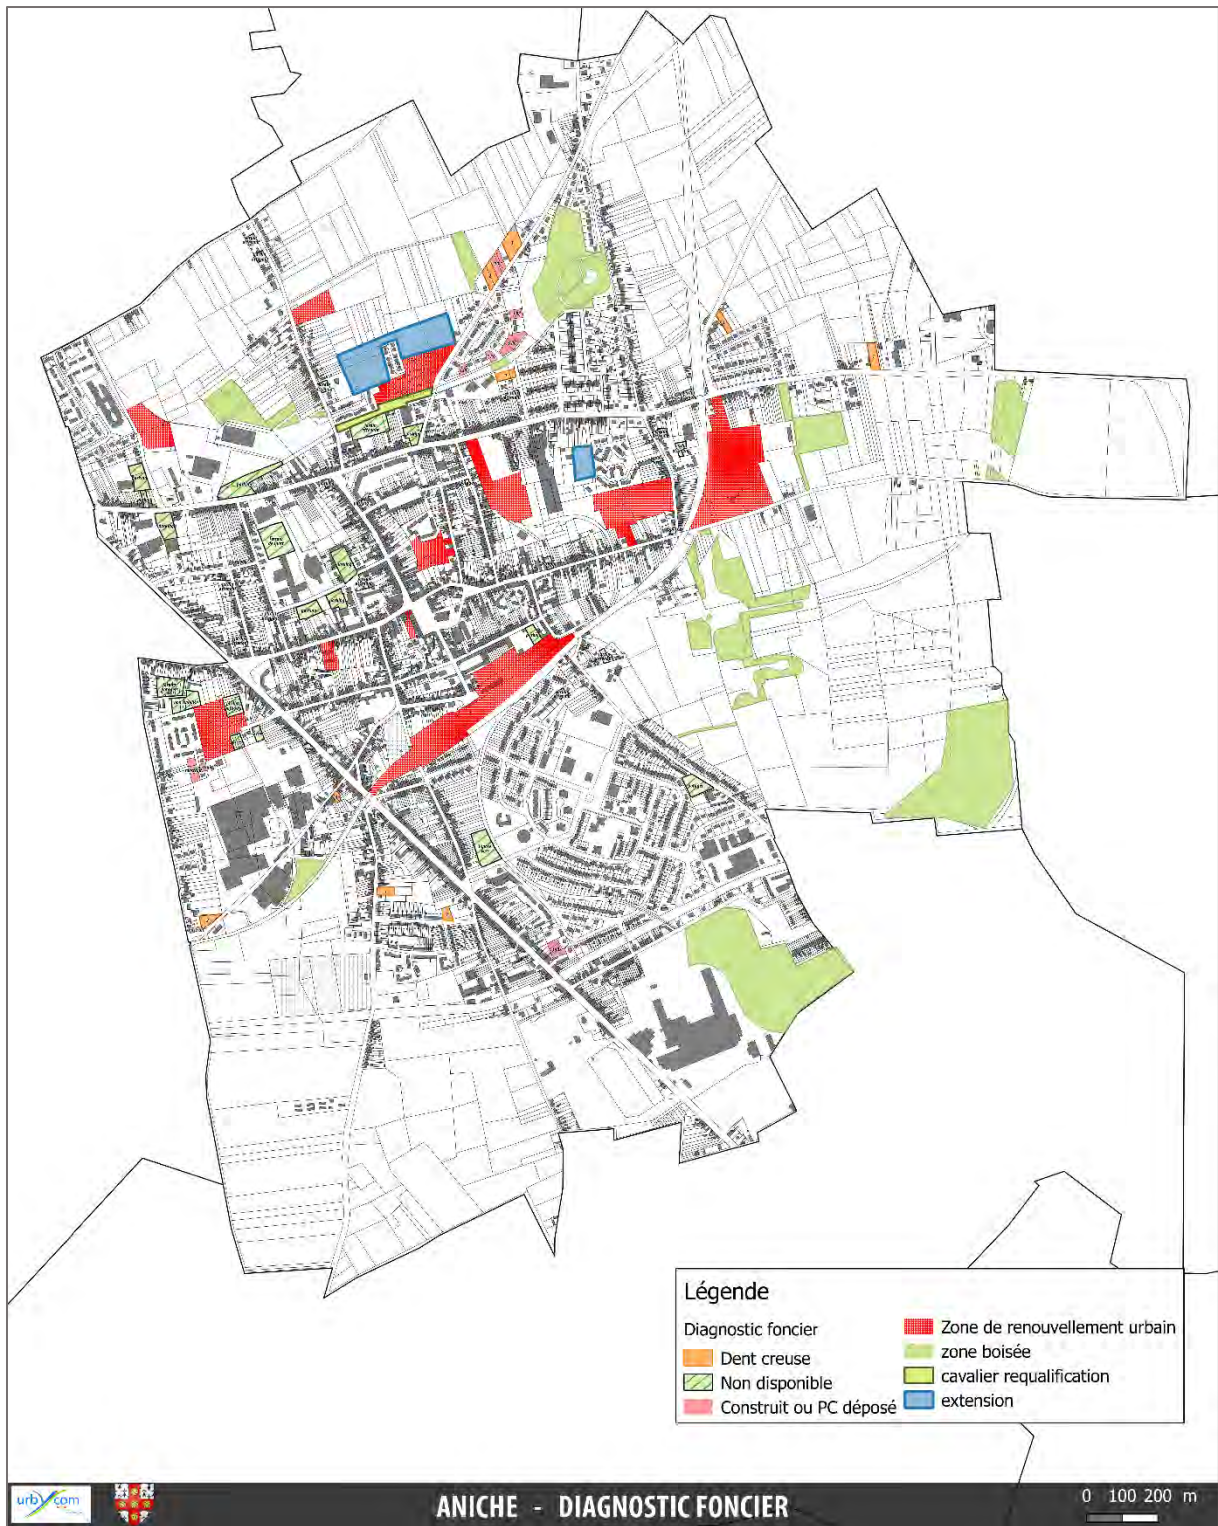 Légende
Diagnostic foncier
Dent creuse
Non disponible
Construit ou PC déposé
Zone de renouvellement urbain
zone boisée
cavalier requalification
extension
urbycom
ANICHE - DIAGNOSTIC FONCIER
0 100 200 m